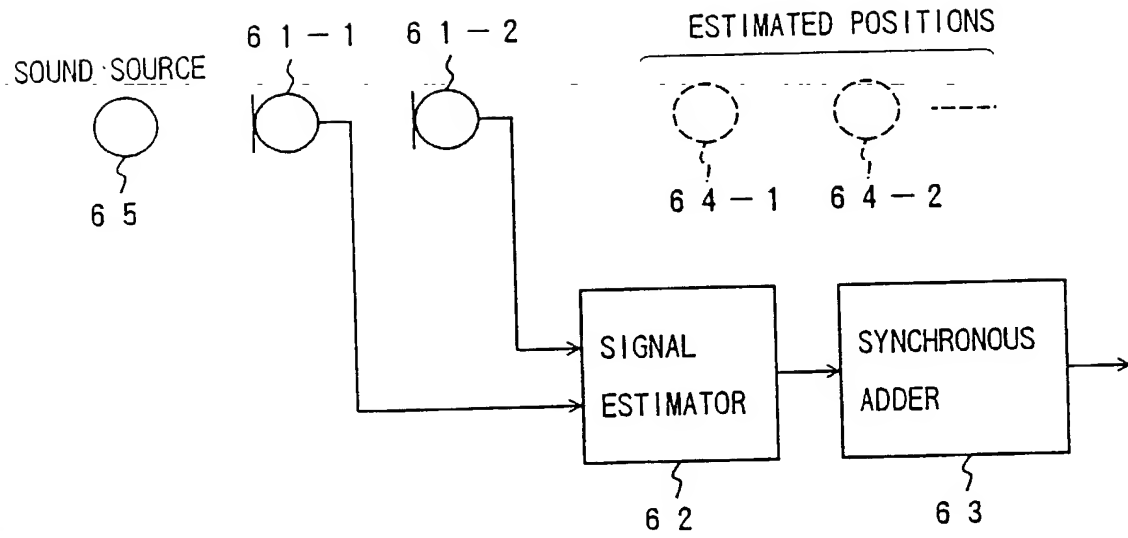 61-1
61-2
ESTIMATED POSITIONS
SOUND SOURCE
65
64-1
64-2
SIGNAL
ESTIMATOR
SYNCHRONOUS
ADDER
62
63